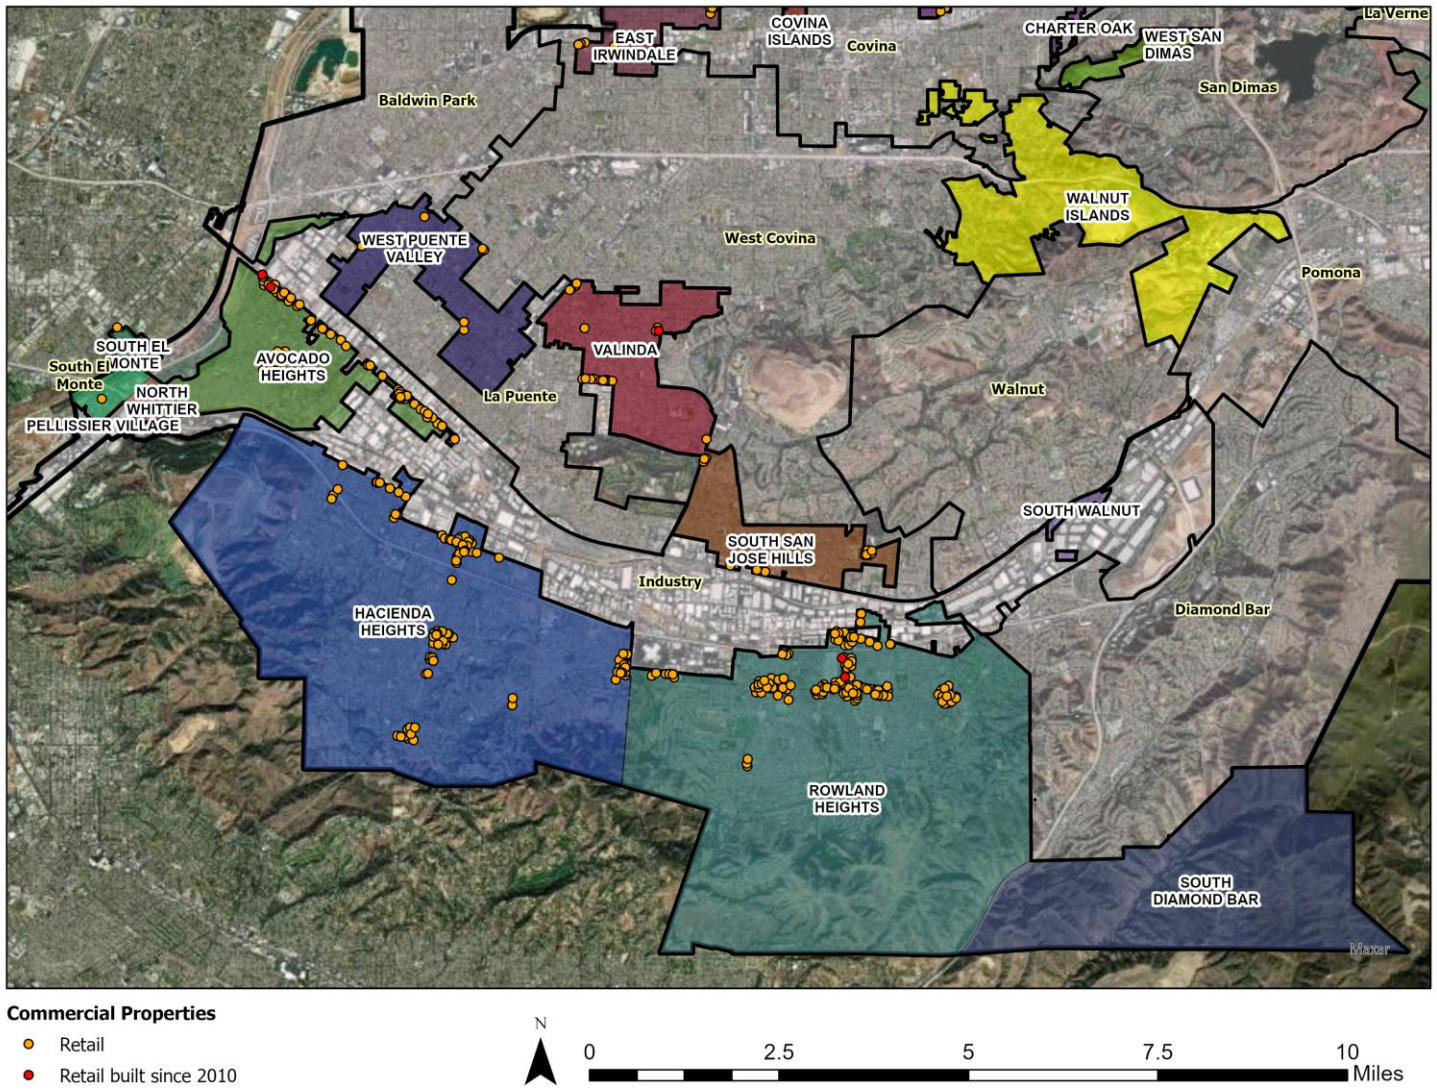 La Verne
COVINA
ISLANDS
CHARTER OAK
EAST
IRWINDALE
Covina
WEST SAN
DIMAS
San Dimas
Baldwin Park
WALNUT
ISLANDS
WEST PUENTE
VALLEY
West Covina
Pomona
SOUTH EL
MONTE
South El
Monte
AVOCADO
HEIGHTS
VALINDA
NORTH
WHITTIER
PELLISSIER VILLAGE
La Puente
Walnut
SOUTH WALNUT
SOUTH SAN
JOSE HILLS
Industry
HACIENDA
HEIGHTS
Diamond Bar
ROWLAND
HEIGHTS
SOUTH
DIAMOND BAR
Maxar
Commercial Properties
Retail
Retail built since 2010
N
0 2.5 5 7.5 10
Miles